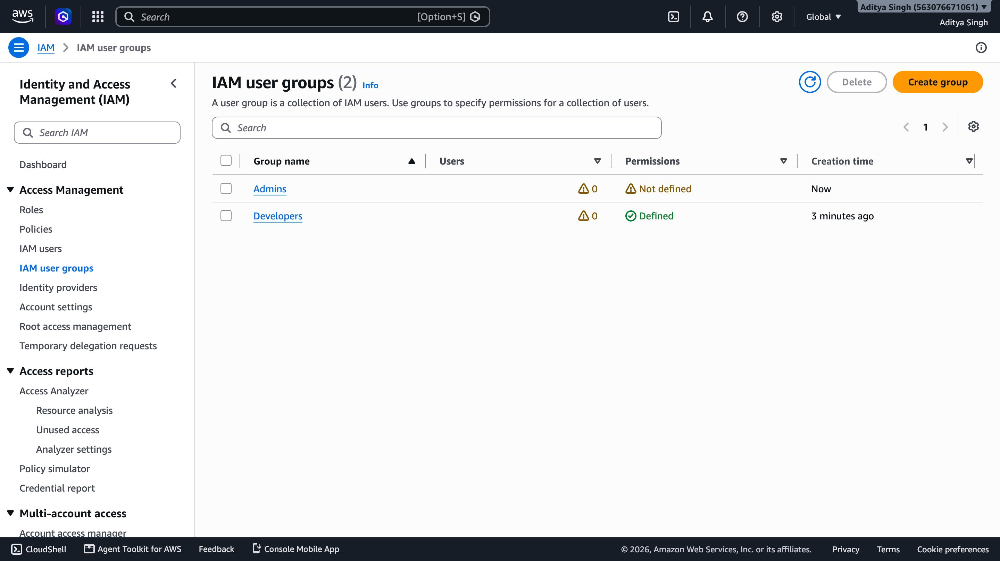 aws
Search [Option+S]
Global
Aditya Singh (563076671061)
Aditya Singh
IAM
IAM user groups
Identity and Access
Management (IAM)
Search IAM
Dashboard
Access Management
Roles
Policies
IAM users
IAM user groups
Identity providers
Account settings
Root access management
Temporary delegation requests
Access reports
Access Analyzer
Resource analysis
Unused access
Analyzer settings
Policy simulator
Credential report
Multi-account access
Account access manager
IAM user groups (2) Info
Delete
Create group
A user group is a collection of IAM users. Use groups to specify permissions for a collection of users.
Search
1
Group name Users Permissions Creation time
Admins 0 Not defined Now
Developers 0 Defined 3 minutes ago
CloudShell Agent Toolkit for AWS Feedback Console Mobile App © 2026, Amazon Web Services, Inc. or its affiliates. Privacy Terms Cookie preferences